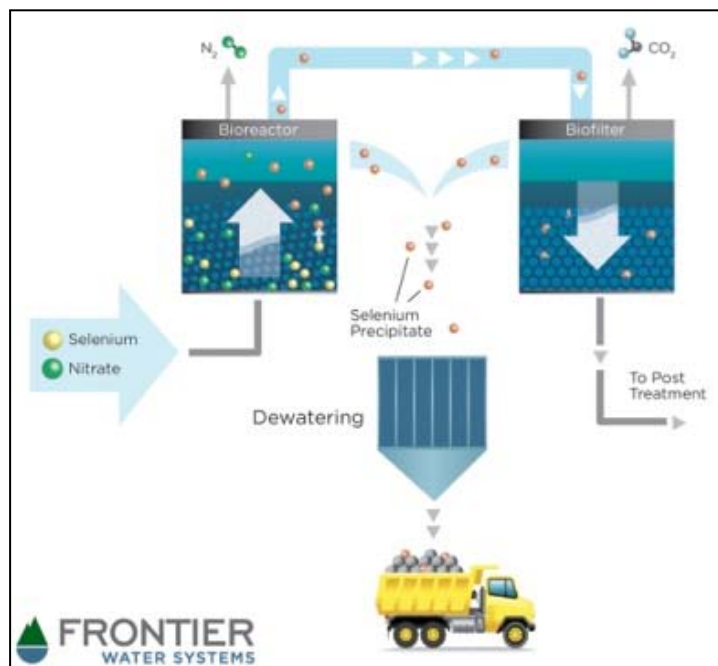 N₂
CO₂
Bioreactor
Biofilter
Selenium
Nitrate
Selenium
Precipitate
To Post
Treatment
Dewatering
FRONTIER
WATER SYSTEMS